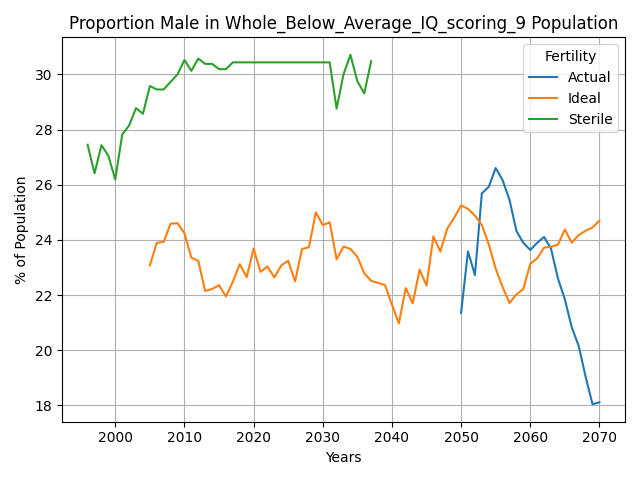 Proportion Male in Whole_Below_Average_IQ_scoring_9 Population
Fertility
Actual
Ideal
Sterile
% of Population
30
28
26
24
22
20
18
2000 2010 2020 2030 2040 2050 2060 2070
Years